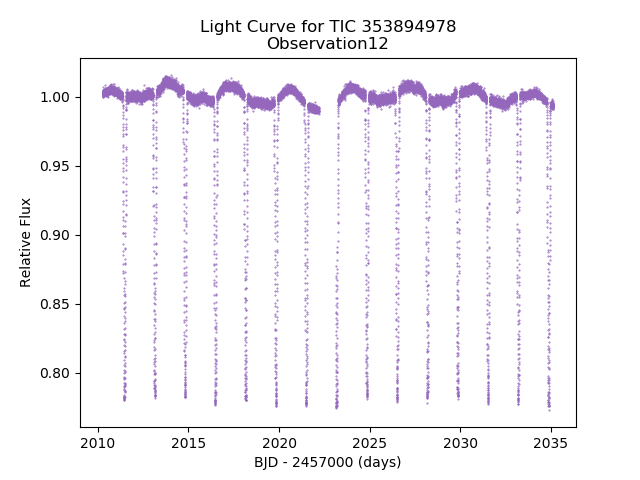 Light Curve for TIC 353894978
Observation12
Relative Flux
1.00
0.95
0.90
0.85
0.80
2010 2015 2020 2025 2030 2035
BJD - 2457000 (days)